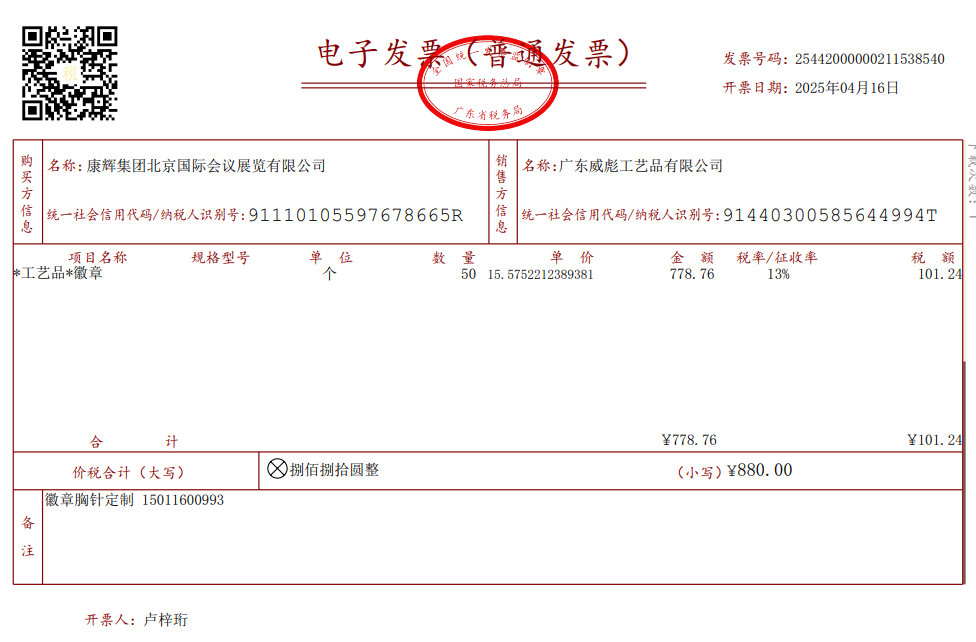 电子发票（普通发票）
全国统一发票监制章
国家税务总局
广东省税务局
发票号码：25442000000211538540
开票日期：2025年04月16日
购买方信息
名称：康辉集团北京国际会议展览有限公司
统一社会信用代码/纳税人识别号：91110105597678665R
销售方信息
名称：广东威彪工艺品有限公司
统一社会信用代码/纳税人识别号：91440300585644994T
项目名称 规格型号 单位 数量 单价 金额 税率/征收率 税额
*工艺品*徽章 个 50 15.5752212389381 778.76 13% 101.24
合计 ¥778.76 ¥101.24
价税合计（大写） ⊗捌佰捌拾圆整 （小写）¥880.00
备注
徽章胸针定制 15011600993
开票人：卢梓珩